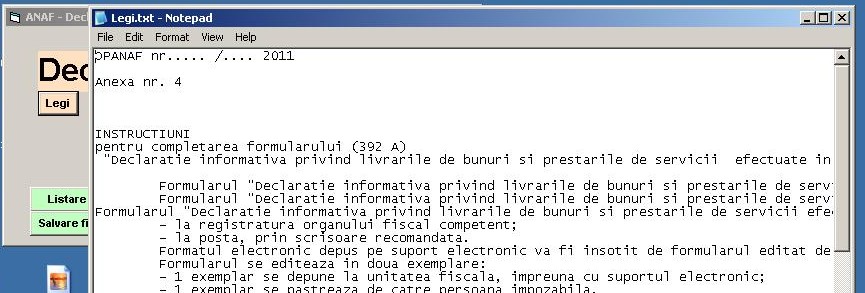 ANAF - Decl
Legi.txt - Notepad
File Edit Format View Help
Dec
Legi
Listare
Salvare fi
OPANAF nr..... /.... 2011
Anexa nr. 4
INSTRUCTIUNI
pentru completarea formularului (392 A)
"Declaratie informativa privind livrarile de bunuri si prestarile de servicii efectuate in
Formularul "Declaratie informativa privind livrarile de bunuri si prestarile de serv
Formularul "Declaratie informativa privind livrarile de bunuri si prestarile de serv
Formularul "Declaratie informativa privind livrarile de bunuri si prestarile de servicii efe
- la registratura organului fiscal competent;
- la posta, prin scrisoare recomandata.
Formatul electronic depus pe suport electronic va fi insotit de formularul editat de
Formularul se editeaza in doua exemplare:
- 1 exemplar se depune la unitatea fiscala, impreuna cu suportul electronic;
- 1 exemplar se pastreaza de catre persoana impozabila.